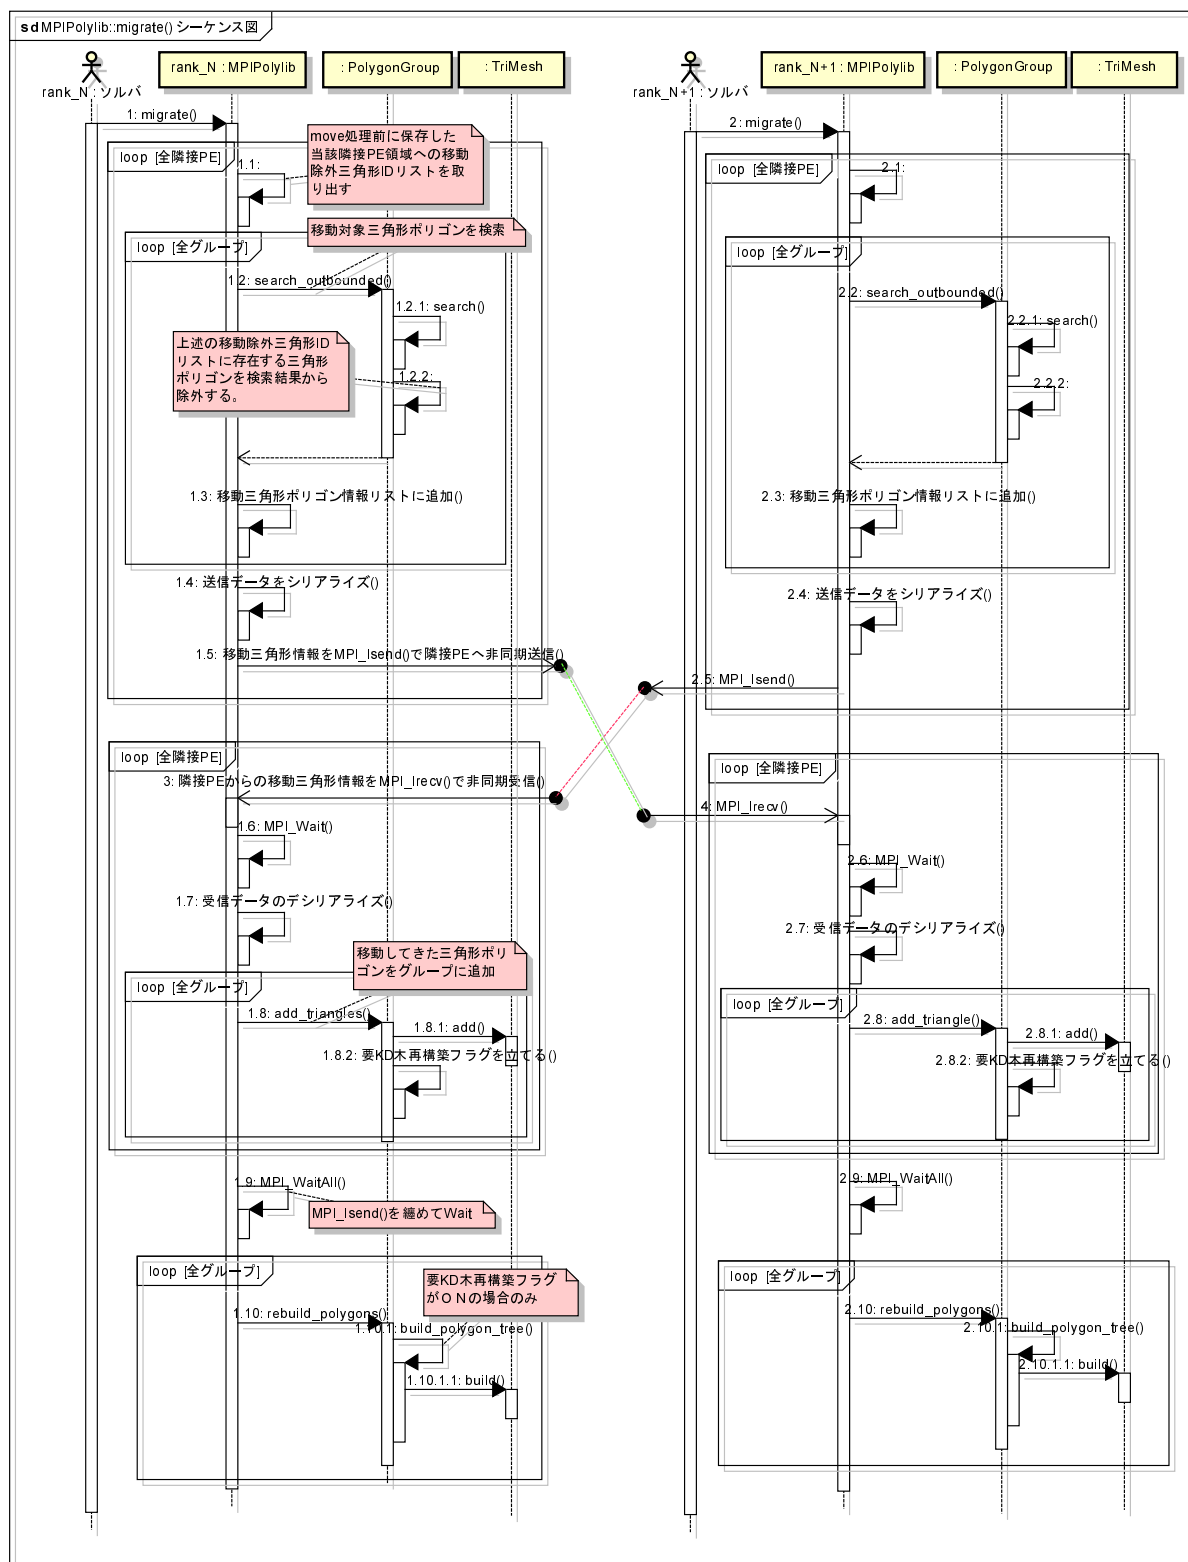 sd MPIPolylib::migrate() シーケンス図
rank_N : ソルバ
rank_N : MPIPolylib
: PolygonGroup
: TriMesh
rank_N+1 : ソルバ
rank_N+1 : MPIPolylib
: PolygonGroup
: TriMesh
1: migrate()
loop [全隣接PE]
1.1:
move処理前に保存した
当該隣接PE領域への移動
除外三角形IDリストを取
り出す
loop [全グループ]
移動対象三角形ポリゴンを検索
1.2: search_outbounded()
1.2.1: search()
上述の移動除外三角形ID
リストに存在する三角形
ポリゴンを検索結果から
除外する。
1.2.2:
1.3: 移動三角形ポリゴン情報リストに追加()
1.4: 送信データをシリアライズ()
1.5: 移動三角形情報をMPI_Isend()で隣接PEへ非同期送信()
loop [全隣接PE]
3: 隣接PEからの移動三角形情報をMPI_Irecv()で非同期受信()
1.6: MPI_Wait()
1.7: 受信データのデシリアライズ()
移動してきた三角形ポリ
ゴンをグループに追加
loop [全グループ]
1.8: add_triangles()
1.8.1: add()
1.8.2: 要KD木再構築フラグを立てる()
1.9: MPI_WaitAll()
MPI_Isend()を纏めてWait
loop [全グループ]
要KD木再構築フラグ
がＯＮの場合のみ
1.10: rebuild_polygons()
1.10.1: build_polygon_tree()
1.10.1.1: build()
2: migrate()
loop [全隣接PE]
2.1:
loop [全グループ]
2.2: search_outbounded()
2.2.1: search()
2.2.2:
2.3: 移動三角形ポリゴン情報リストに追加()
2.4: 送信データをシリアライズ()
2.5: MPI_Isend()
loop [全隣接PE]
4: MPI_Irecv()
2.6: MPI_Wait()
2.7: 受信データのデシリアライズ()
loop [全グループ]
2.8: add_triangle()
2.8.1: add()
2.8.2: 要KD木再構築フラグを立てる()
2.9: MPI_WaitAll()
loop [全グループ]
2.10: rebuild_polygons()
2.10.1: build_polygon_tree()
2.10.1.1: build()